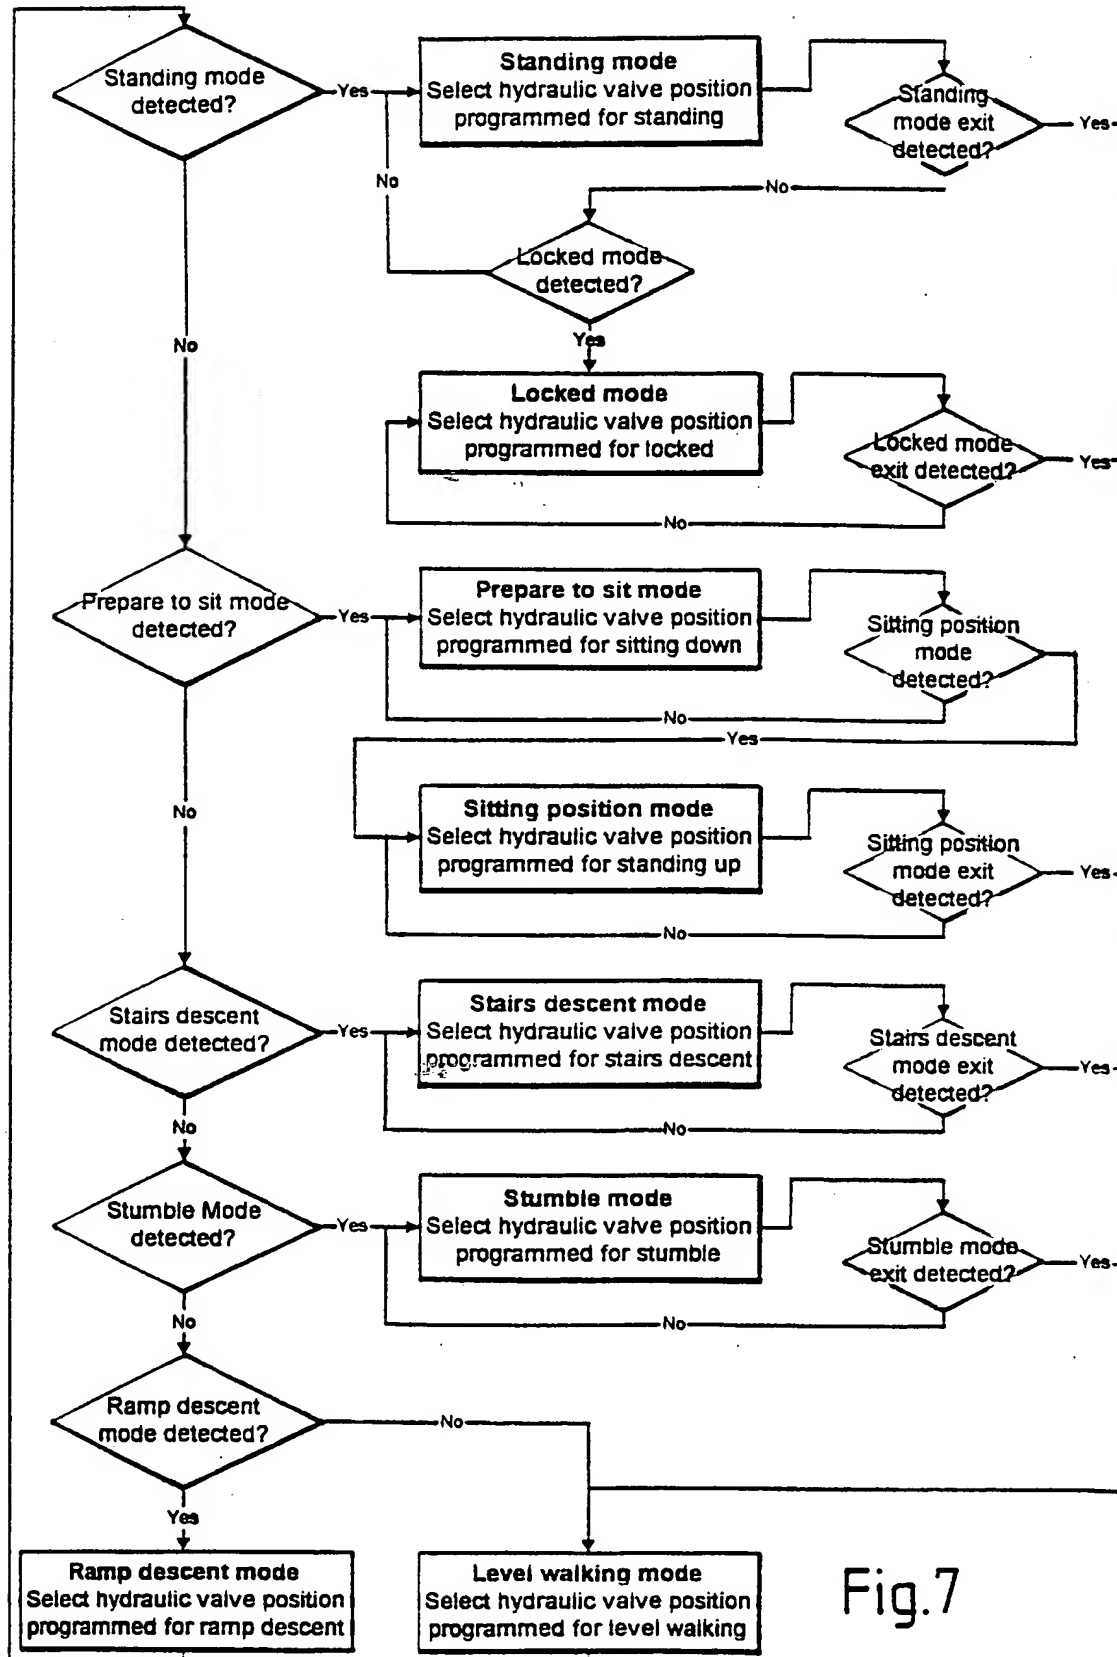 Standing mode
detected?
Yes
Standing mode
Select hydraulic valve position
programmed for standing
Standing
mode exit
detected?
Yes
No
No
Locked mode
detected?
Yes
No
Locked mode
Select hydraulic valve position
programmed for locked
Locked mode
exit detected?
Yes
No
Prepare to sit mode
detected?
Yes
Prepare to sit mode
Select hydraulic valve position
programmed for sitting down
Sitting position
mode
detected?
No
Yes
No
Sitting position mode
Select hydraulic valve position
programmed for standing up
Sitting position
mode exit
detected?
Yes
No
Stairs descent
mode detected?
Yes
Stairs descent mode
Select hydraulic valve position
programmed for stairs descent
Stairs descent
mode exit
detected?
Yes
No
No
Stumble Mode
detected?
Yes
Stumble mode
Select hydraulic valve position
programmed for stumble
Stumble mode
exit detected?
Yes
No
No
Ramp descent
mode detected?
No
Yes
Ramp descent mode
Select hydraulic valve position
programmed for ramp descent
Level walking mode
Select hydraulic valve position
programmed for level walking
Fig.7